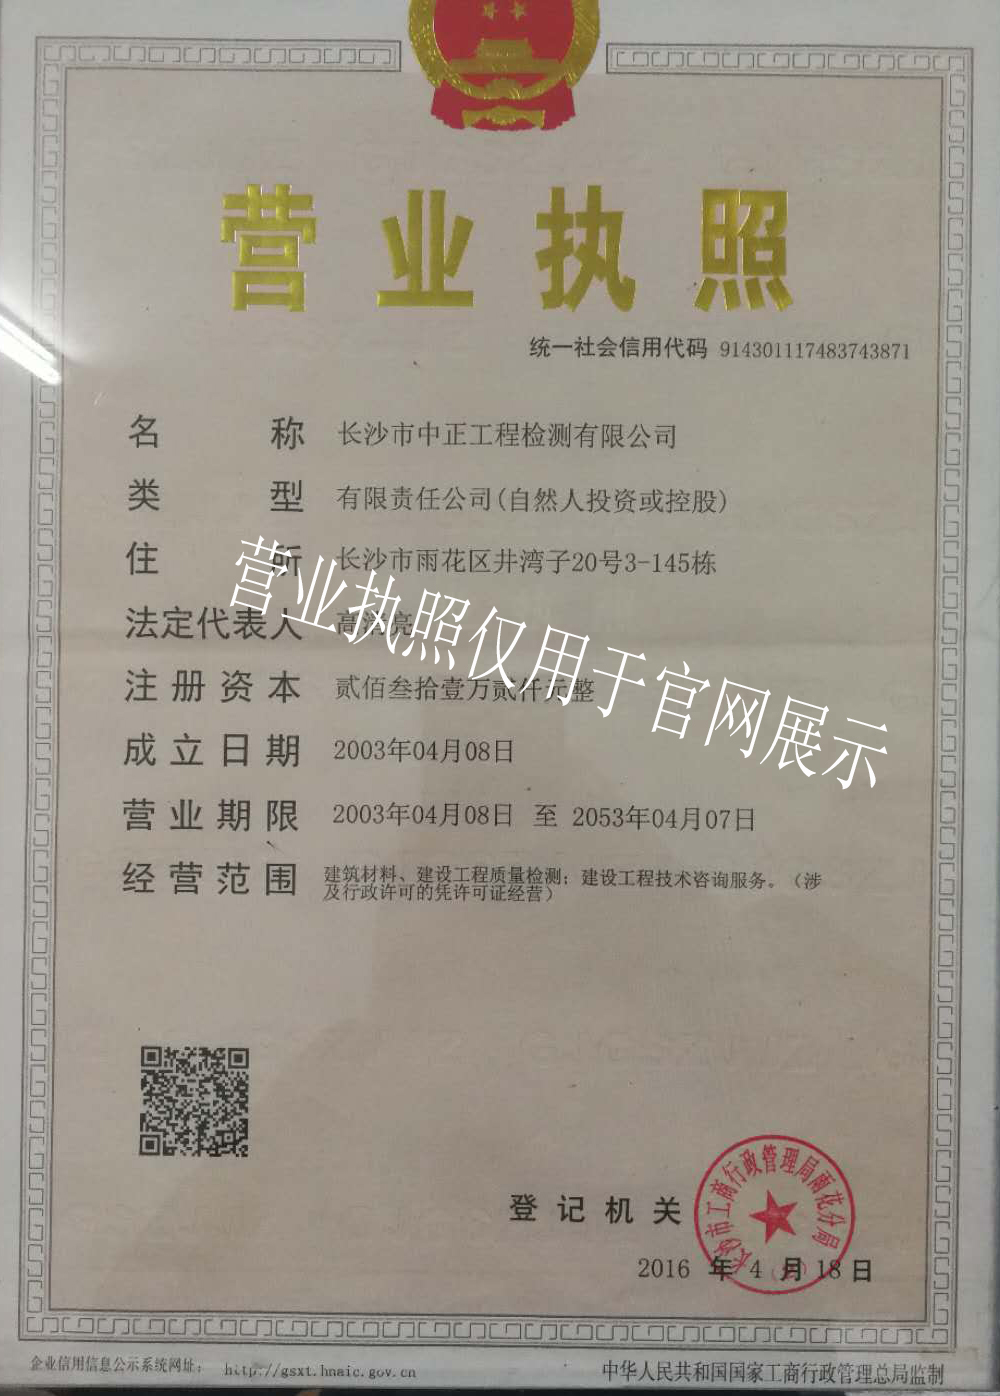 营业执照
统一社会信用代码 914301117483743871
名称 长沙市中正工程检测有限公司
类型 有限责任公司(自然人投资或控股)
住所 长沙市雨花区井湾子20号3-145栋
法定代表人 高 亮
注册资本 贰佰叁拾壹万贰仟元整
成立日期 2003年04月08日
营业期限 2003年04月08日 至 2053年04月07日
经营范围 建筑材料、建设工程质量检测；建设工程技术咨询服务。（涉
及行政许可的凭许可证经营）
营业执照仅用于官网展示
长沙市工商行政管理局雨花分局
登记机关
2016 年 4 月 18 日
企业信用信息公示系统网址： http://gsxt.hnaic.gov.cn
中华人民共和国国家工商行政管理总局监制